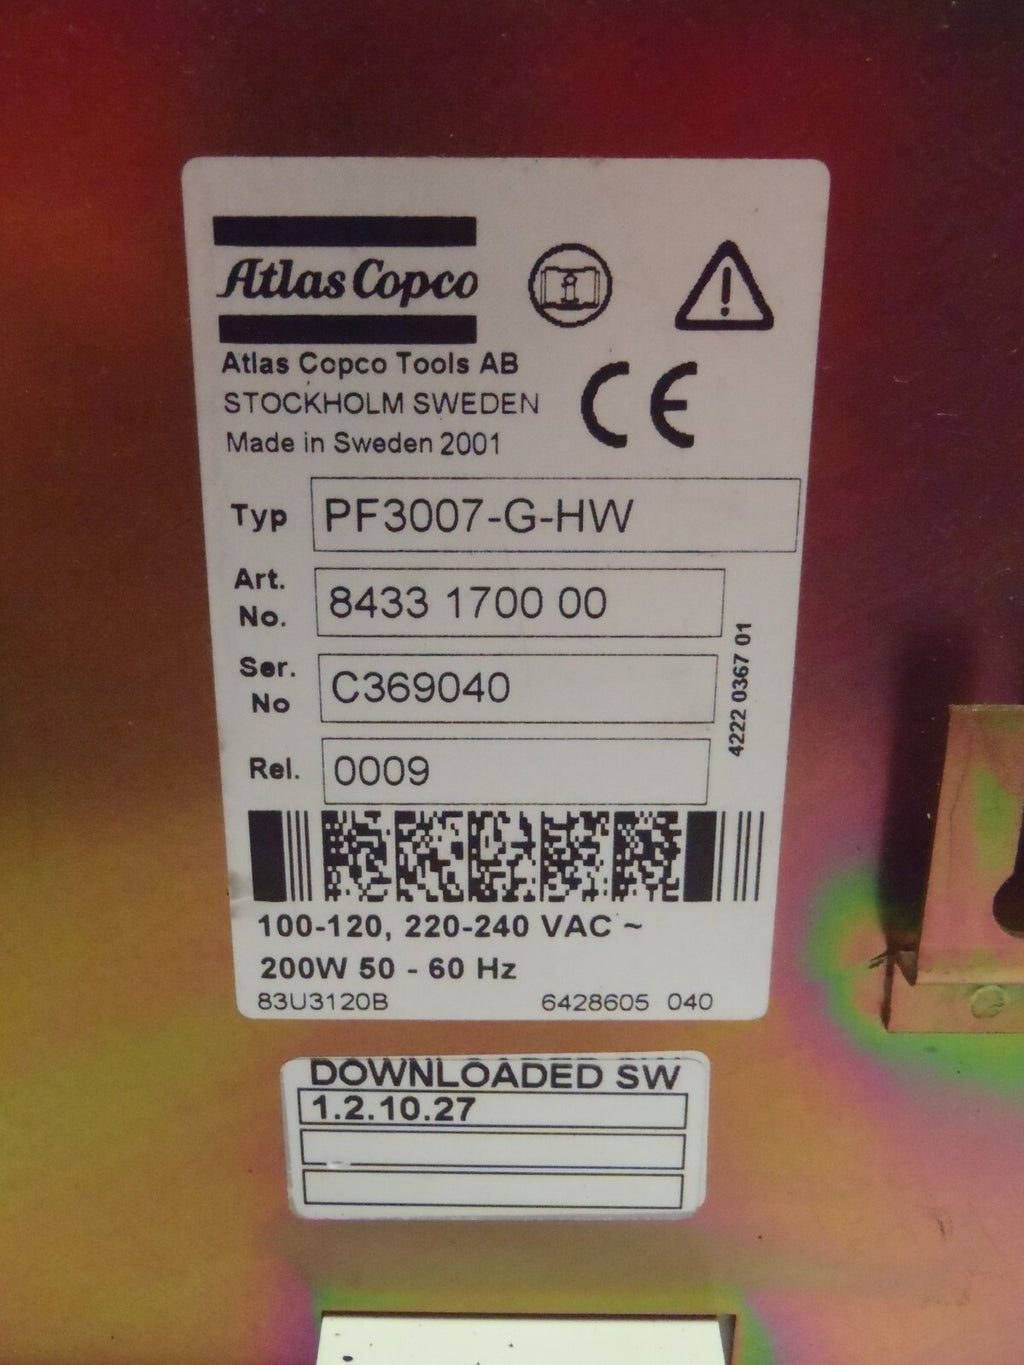 Atlas Copco
Atlas Copco Tools AB
STOCKHOLM SWEDEN
Made in Sweden 2001
CE
Typ PF3007-G-HW
Art. No. 8433 1700 00
Ser. No C369040
Rel. 0009
4222 0367 01
100-120, 220-240 VAC ~
200W 50 - 60 Hz
83U3120B 6428605 040
DOWNLOADED SW
1.2.10.27